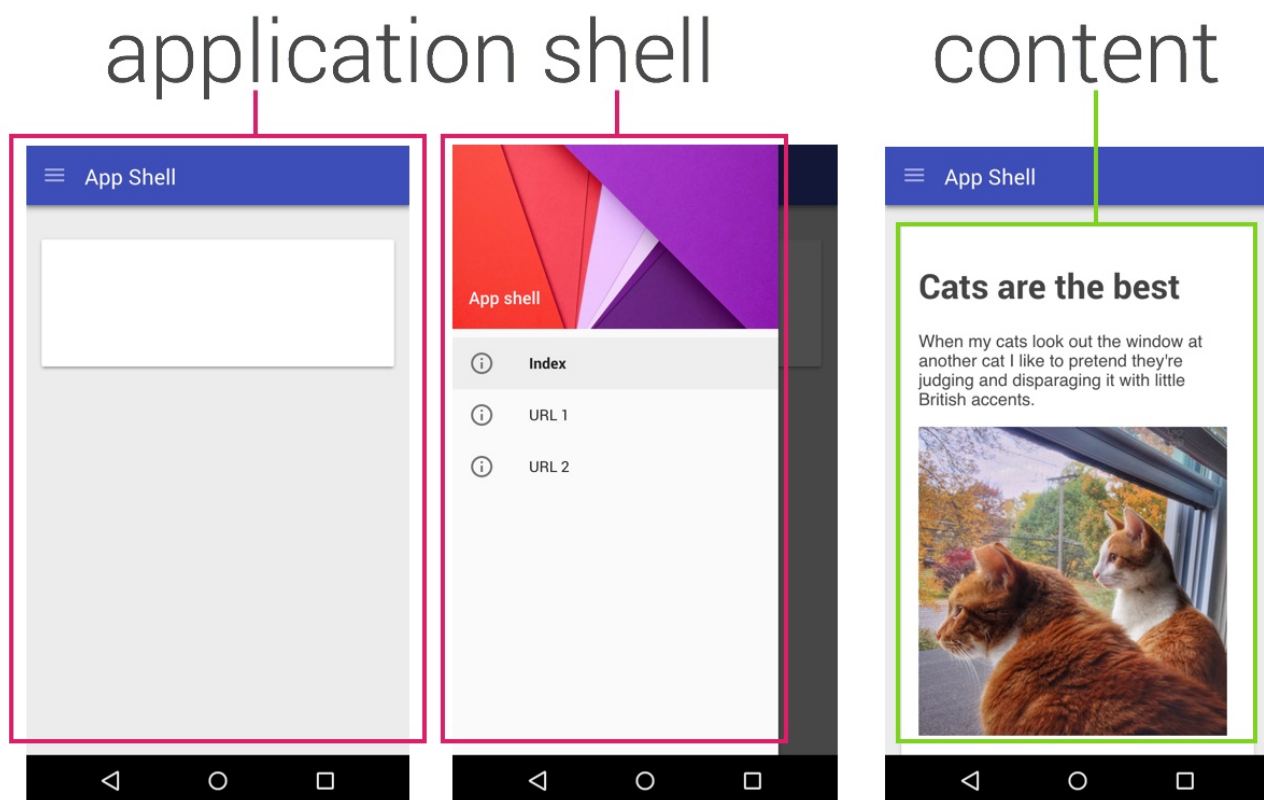 application shell
content
App Shell
App shell
Index
URL 1
URL 2
App Shell
Cats are the best
When my cats look out the window at
another cat I like to pretend they're
judging and disparaging it with little
British accents.